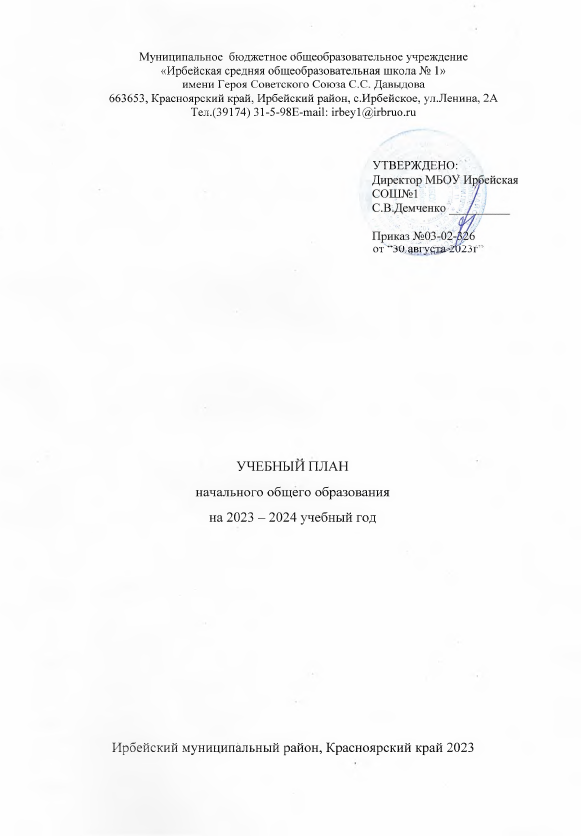 Муниципальное бюджетное общеобразовательное учреждение
«Ирбейская средняя общеобразовательная школа № 1»
имени Героя Советского Союза С.С. Давыдова
663653, Красноярский край, Ирбейский район, с.Ирбейское, ул.Ленина, 2А
Тел.(39174) 31-5-98E-mail: irbey1@irbruo.ru
УТВЕРЖДЕНО:
Директор МБОУ Ирбейская
СОШ№1
С.В.Демченко __________
Приказ №03-02-326
от "30 августа 2023г"
УЧЕБНЫЙ ПЛАН
начального общего образования
на 2023 – 2024 учебный год
Ирбейский муниципальный район, Красноярский край 2023